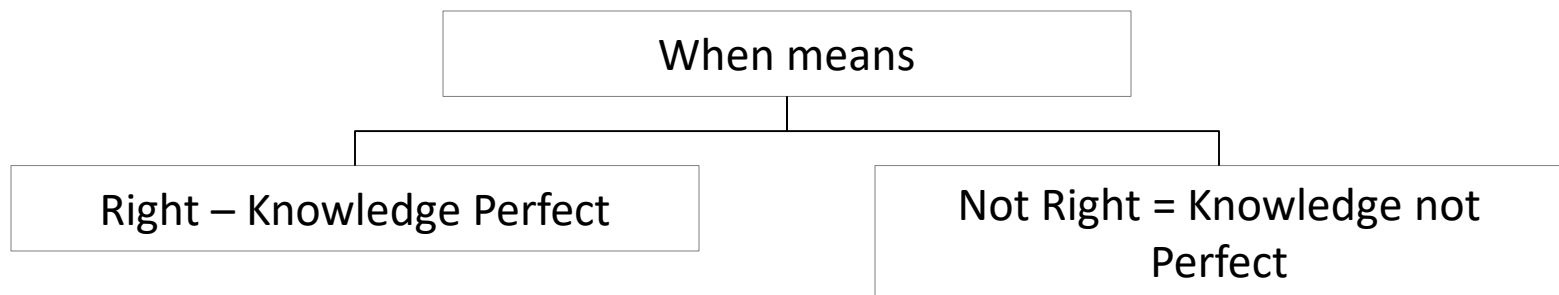 When means
Right – Knowledge Perfect
Not Right = Knowledge not
Perfect